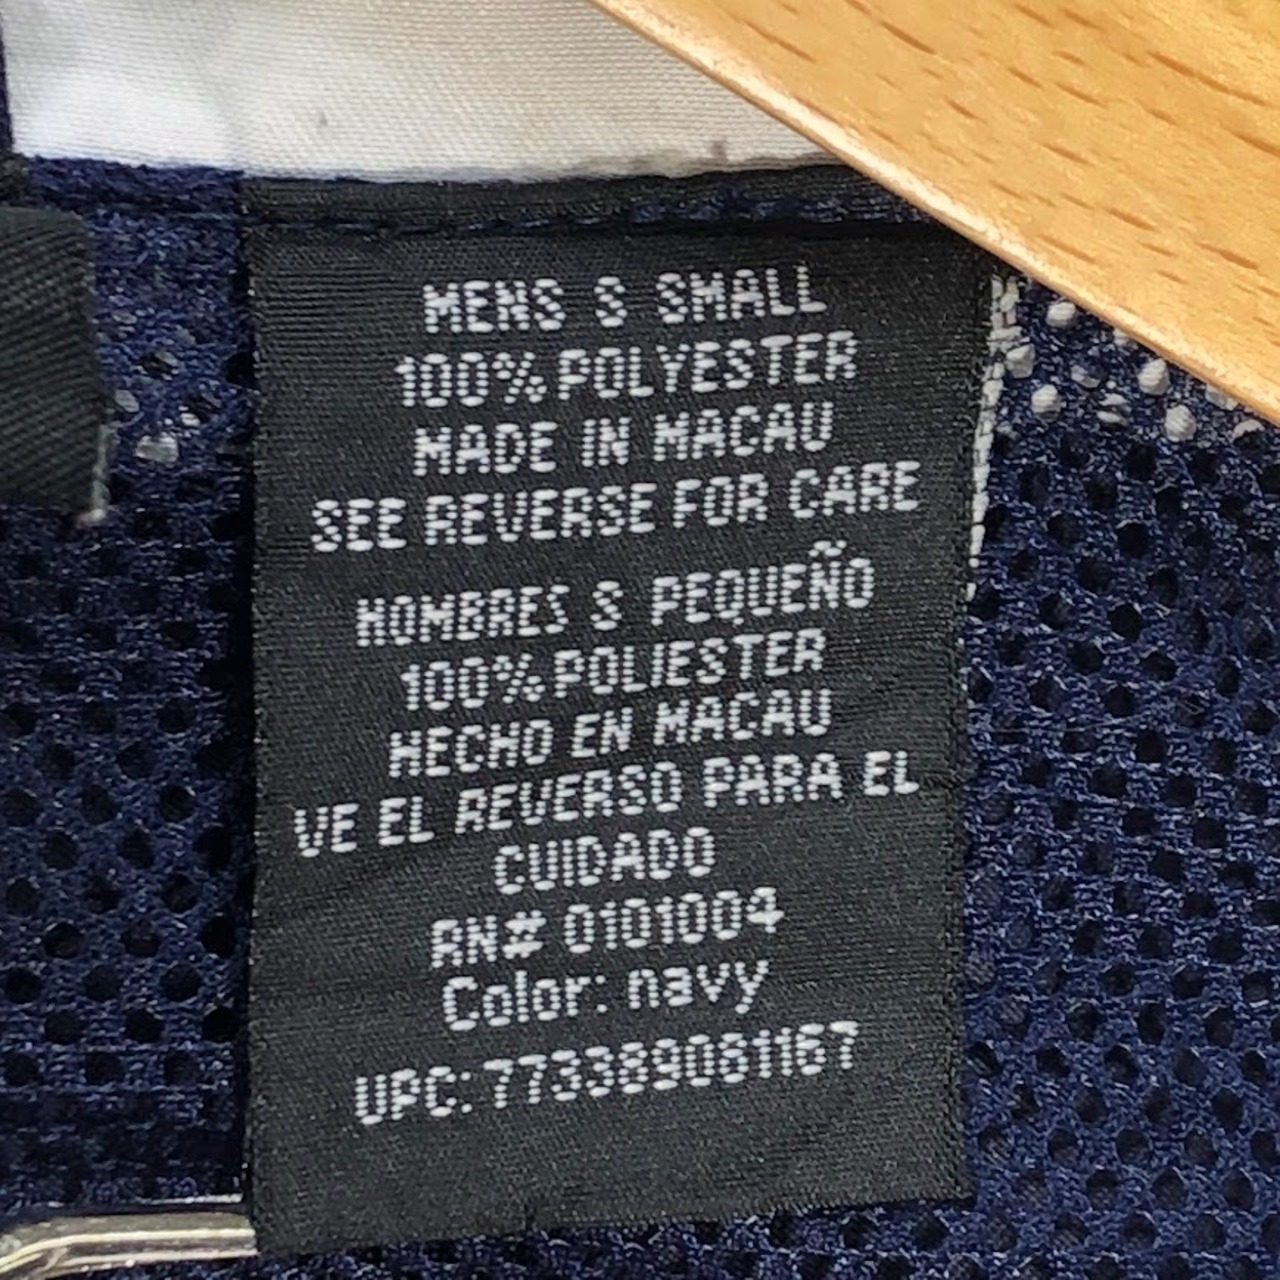 MENS S SMALL
100% POLYESTER
MADE IN MACAU
SEE REVERSE FOR CARE
HOMBRES S PEQUEÑO
100% POLIESTER
HECHO EN MACAU
VE EL REVERSO PARA EL
CUIDADO
RN# 0101004
Color: navy
UPC: 773389081167